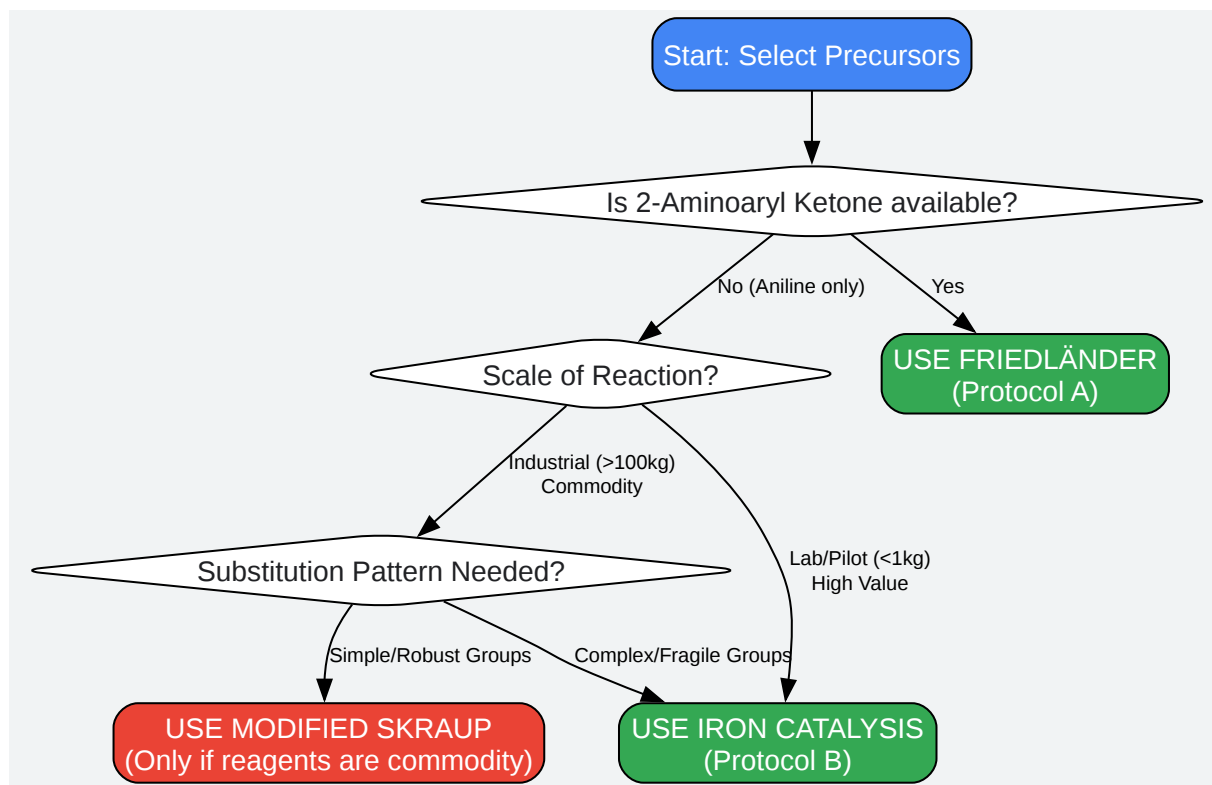 Start: Select Precursors
Is 2-Aminoaryl Ketone available?
No (Aniline only)
Yes
USE FRIEDLÄNDER
(Protocol A)
Scale of Reaction?
Industrial (>100kg)
Commodity
Lab/Pilot (<1kg)
High Value
Substitution Pattern Needed?
Simple/Robust Groups
Complex/Fragile Groups
USE MODIFIED SKRAUP
(Only if reagents are commodity)
USE IRON CATALYSIS
(Protocol B)